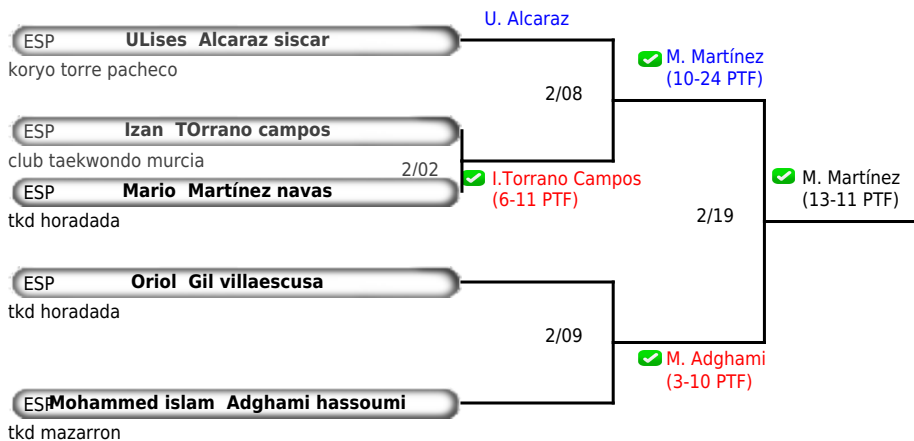 U. Alcaraz
ESP ULises Alcaraz siscar
koryo torre pacheco
M. Martínez
(10-24 PTF)
2/08
ESP Izan TOrrano campos
club taekwondo murcia
2/02
I.Torrano Campos
(6-11 PTF)
M. Martínez
(13-11 PTF)
ESP Mario Martínez navas
tkd horadada
2/19
ESP Oriol Gil villaescusa
tkd horadada
2/09
M. Adghami
(3-10 PTF)
ESP Mohammed islam Adghami hassoumi
tkd mazarron